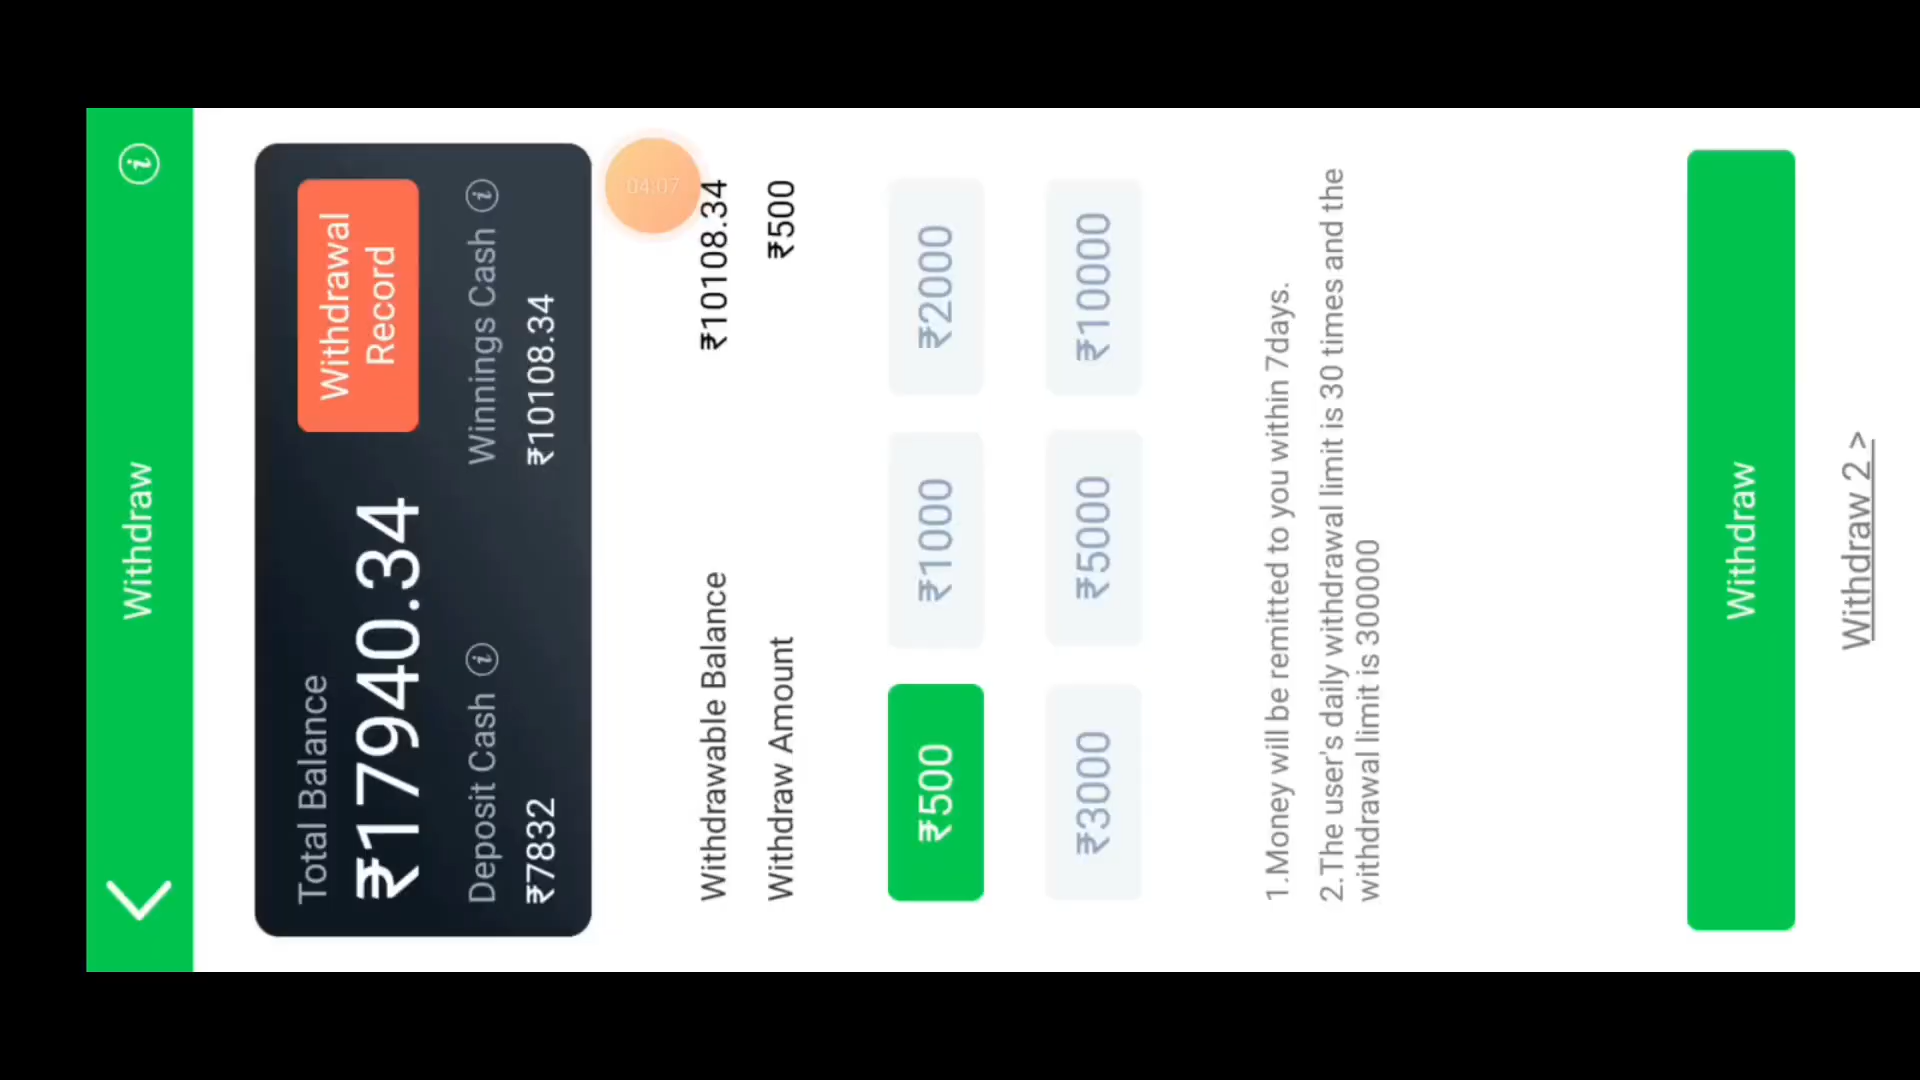 Withdraw
Total Balance
₹17940.34
Withdrawal
Record
Deposit Cash
Winnings Cash
₹7832
₹10108.34
04:07
Withdrawable Balance
₹10108.34
Withdraw Amount
₹500
₹500
₹1000
₹2000
₹3000
₹5000
₹10000
1.Money will be remitted to you within 7days.
2.The user's daily withdrawal limit is 30 times and the
withdrawal limit is 300000
Withdraw
Withdraw 2 >